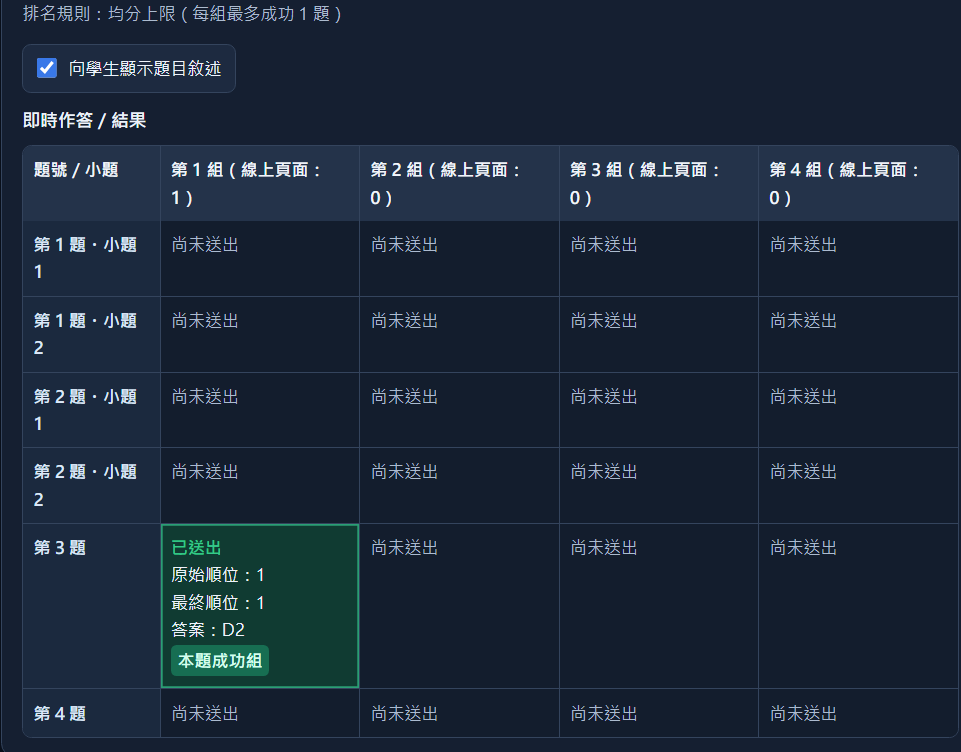 排名規則：均分上限（每組最多成功 1 題）
向學生顯示題目敘述
即時作答 / 結果
題號 / 小題
第 1 組（線上頁面：
1）
第 2 組（線上頁面：
0）
第 3 組（線上頁面：
0）
第 4 組（線上頁面：
0）
第 1 題・小題
1
尚未送出
尚未送出
尚未送出
尚未送出
第 1 題・小題
2
尚未送出
尚未送出
尚未送出
尚未送出
第 2 題・小題
1
尚未送出
尚未送出
尚未送出
尚未送出
第 2 題・小題
2
尚未送出
尚未送出
尚未送出
尚未送出
第 3 題
已送出
原始順位：1
最終順位：1
答案：D2
本題成功組
尚未送出
尚未送出
尚未送出
第 4 題
尚未送出
尚未送出
尚未送出
尚未送出